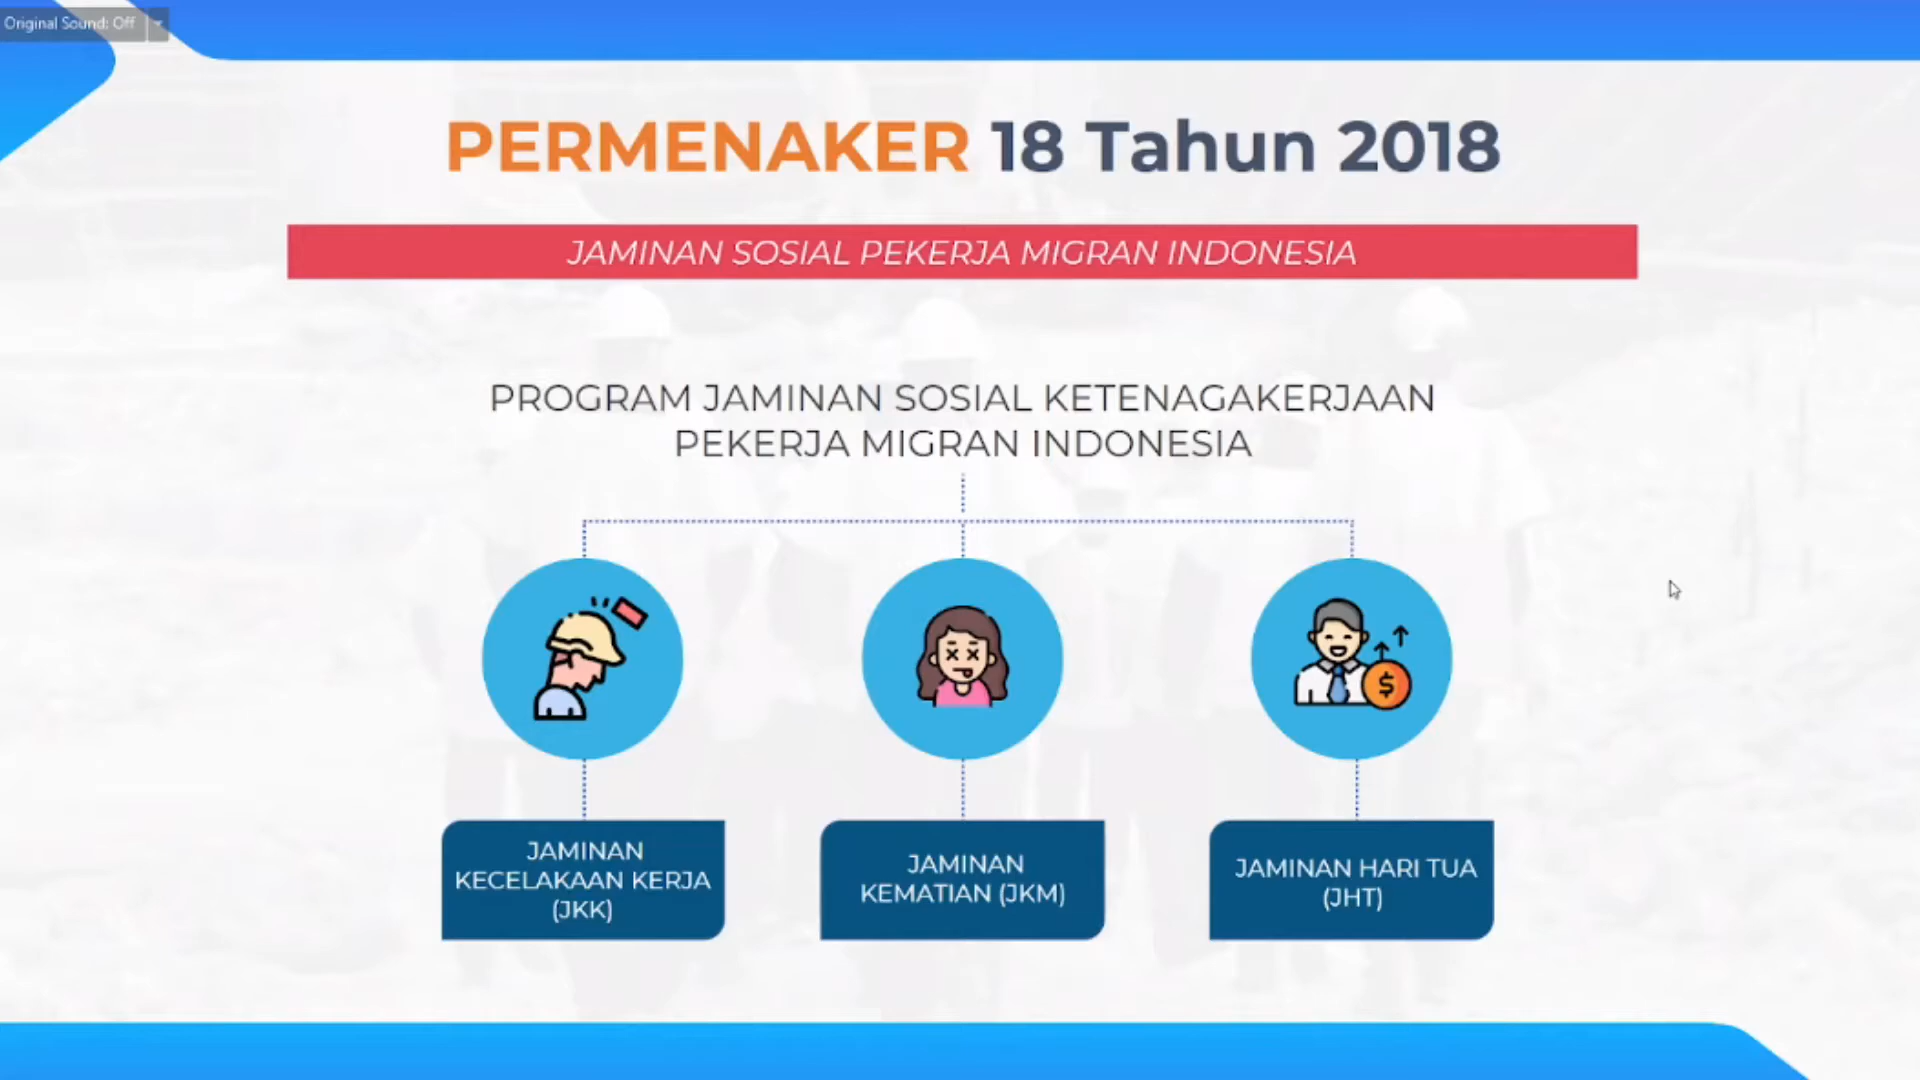 Original Sound: Off
PERMENAKER 18 Tahun 2018
JAMINAN SOSIAL PEKERJA MIGRAN INDONESIA
PROGRAM JAMINAN SOSIAL KETENAGAKERJAAN
PEKERJA MIGRAN INDONESIA
$
JAMINAN
KECELAKAAN KERJA
(JKK)
JAMINAN
KEMATIAN (JKM)
JAMINAN HARI TUA
(JHT)